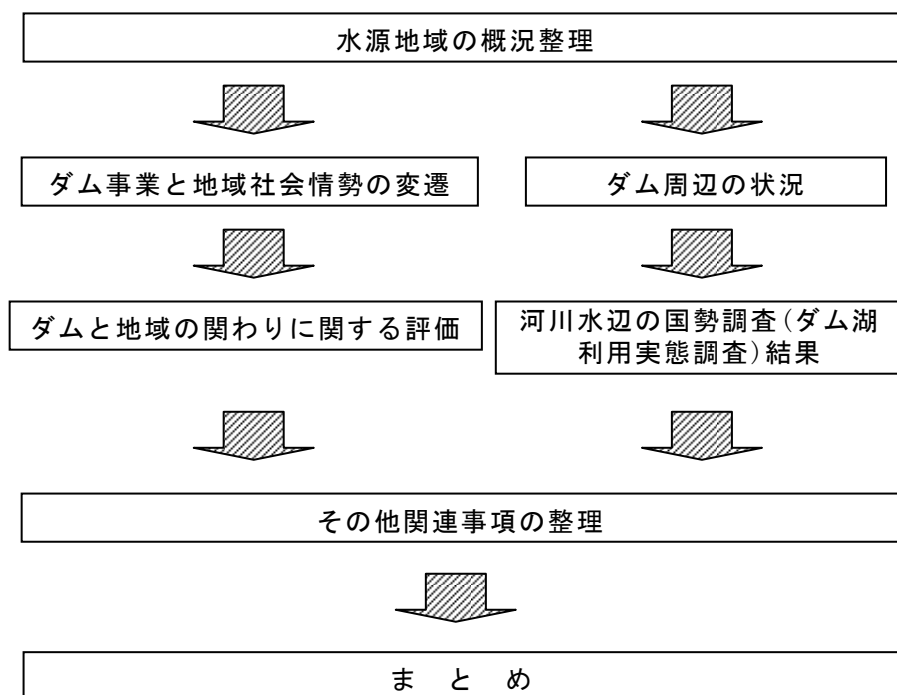 水源地域の概況整理
ダム事業と地域社会情勢の変遷
ダム周辺の状況
ダムと地域の関わりに関する評価
河川水辺の国勢調査(ダム湖
利用実態調査)結果
その他関連事項の整理
ま と め